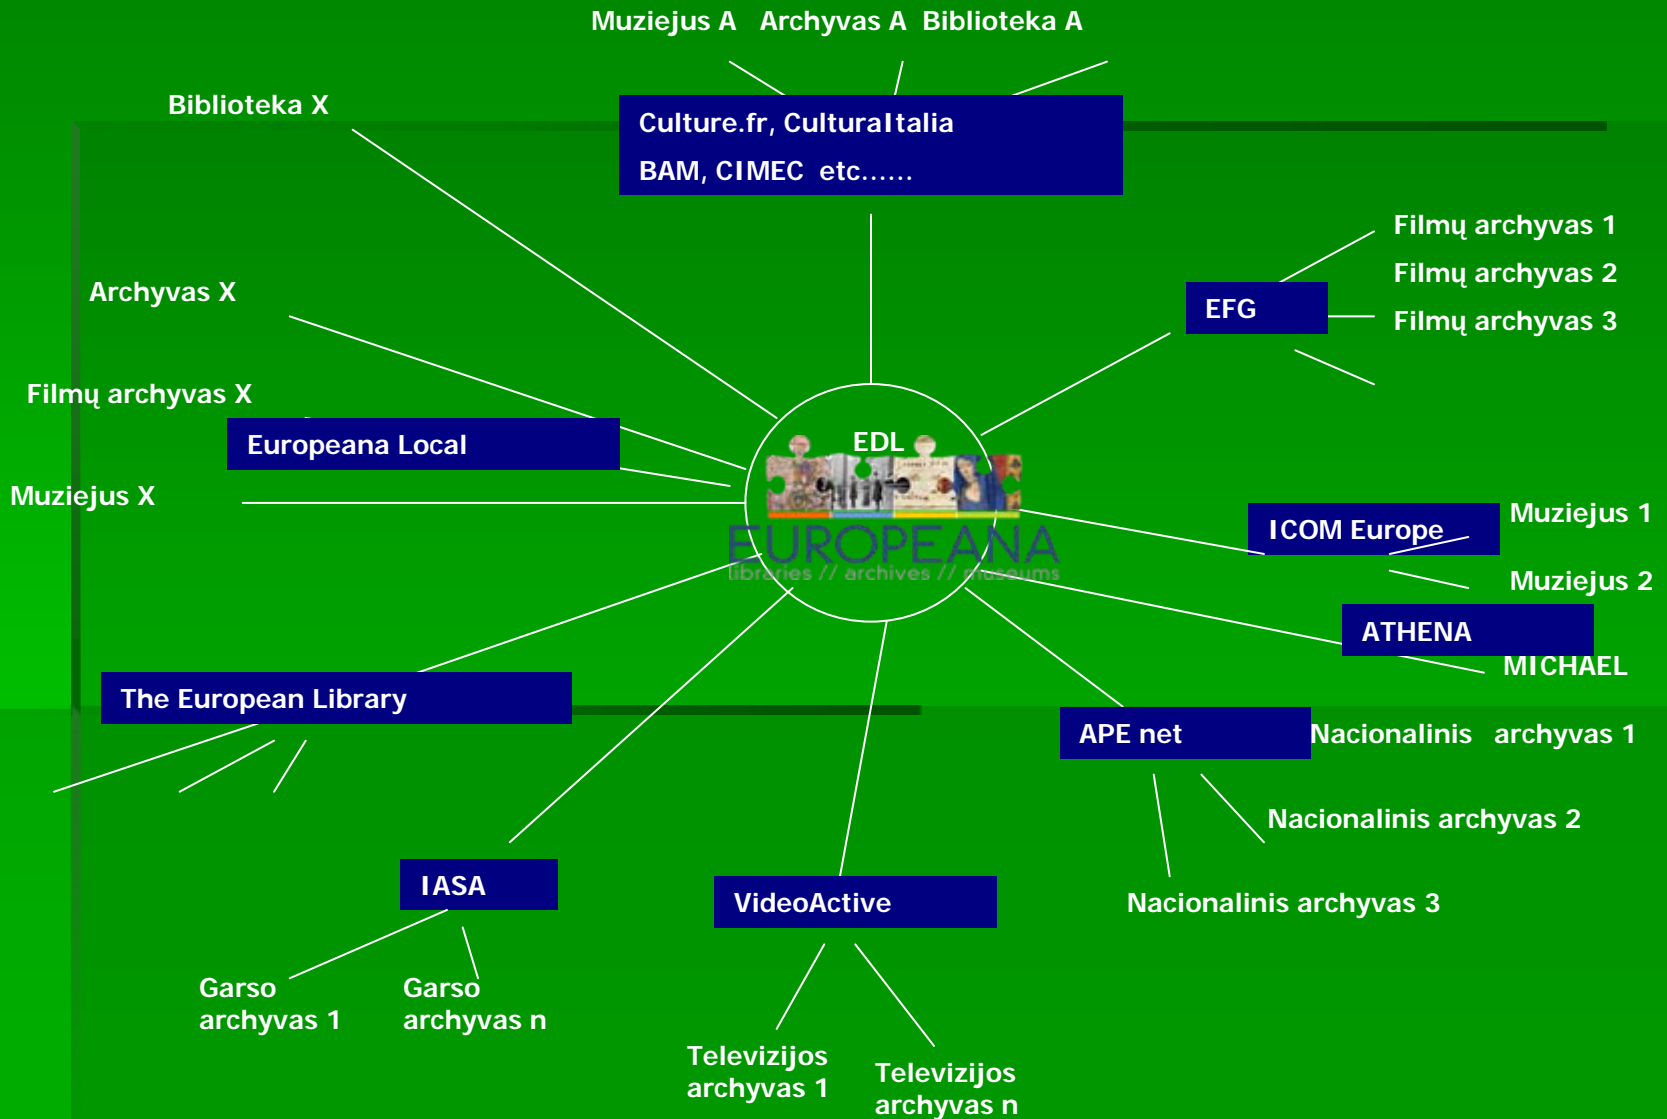 Muziejus A Archyvas A Biblioteka A
Biblioteka X
Culture.fr, CulturaItalia
BAM, CIMEC etc......
Filmų archyvas 1
Filmų archyvas 2
Filmų archyvas 3
EFG
Archyvas X
Filmų archyvas X
Europeana Local
Muziejus X
EDL
EUROPEANA
libraries // archives // museums
ICOM Europe
Muziejus 1
Muziejus 2
ATHENA
MICHAEL
The European Library
APE net
Nacionalinis archyvas 1
Nacionalinis archyvas 2
Nacionalinis archyvas 3
IASA
VideoActive
Garso
archyvas 1
Garso
archyvas n
Televizijos
archyvas 1
Televizijos
archyvas n